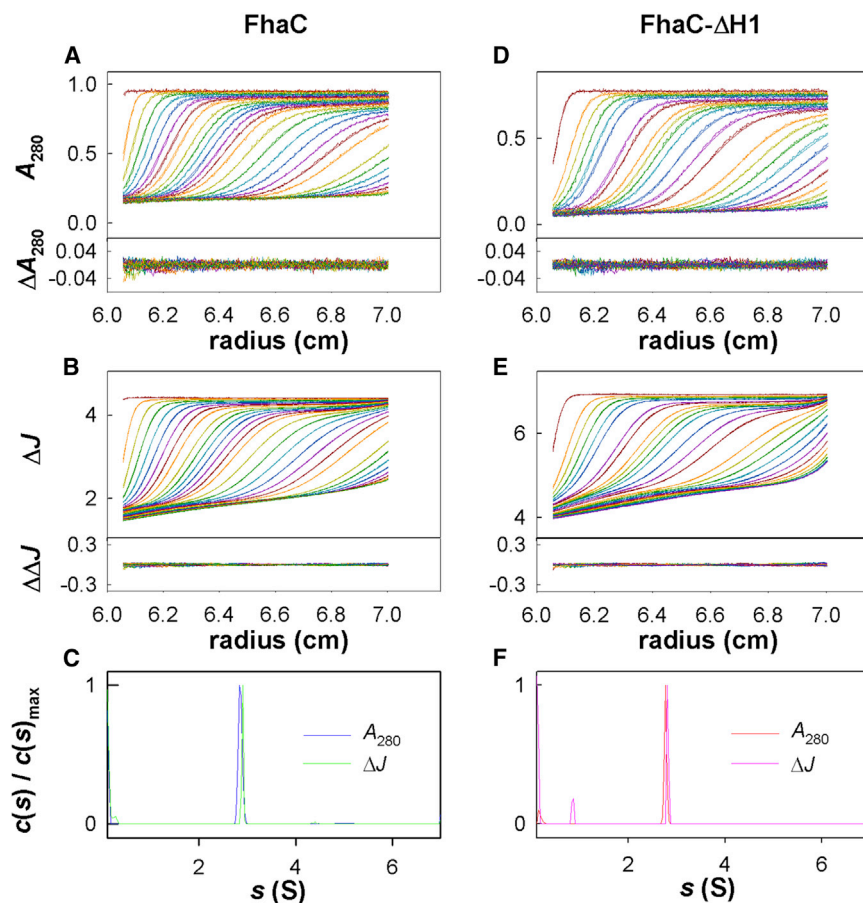 FhaC
FhaC-ΔH1
A
D
A280
1.0
0.5
0.0
0.5
0.0
ΔA280
0.04
-0.04
0.04
-0.04
6.0 6.2 6.4 6.6 6.8 7.0
6.0 6.2 6.4 6.6 6.8 7.0
radius (cm)
radius (cm)
B
E
ΔJ
4
2
6
4
ΔΔJ
0.3
-0.3
0.3
-0.3
6.0 6.2 6.4 6.6 6.8 7.0
6.0 6.2 6.4 6.6 6.8 7.0
radius (cm)
radius (cm)
C
F
c(s) / c(s)max
1
0
A280
ΔJ
1
0
A280
ΔJ
2 4 6
2 4 6
s (S)
s (S)